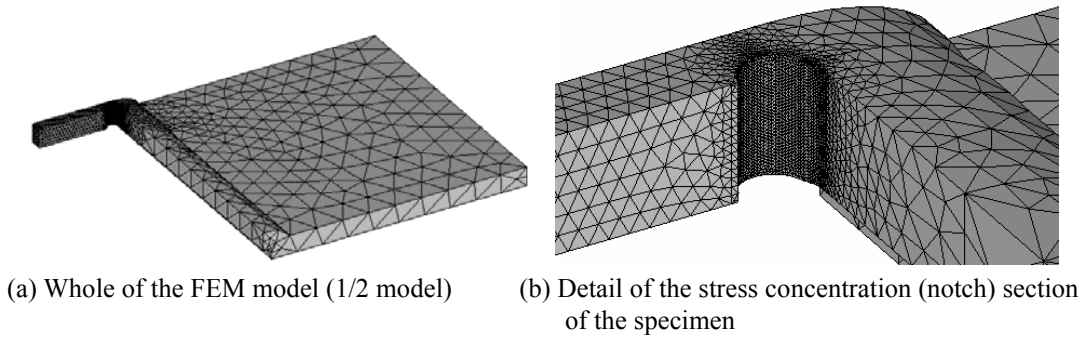 (a) Whole of the FEM model (1/2 model)
(b) Detail of the stress concentration (notch) section
of the specimen